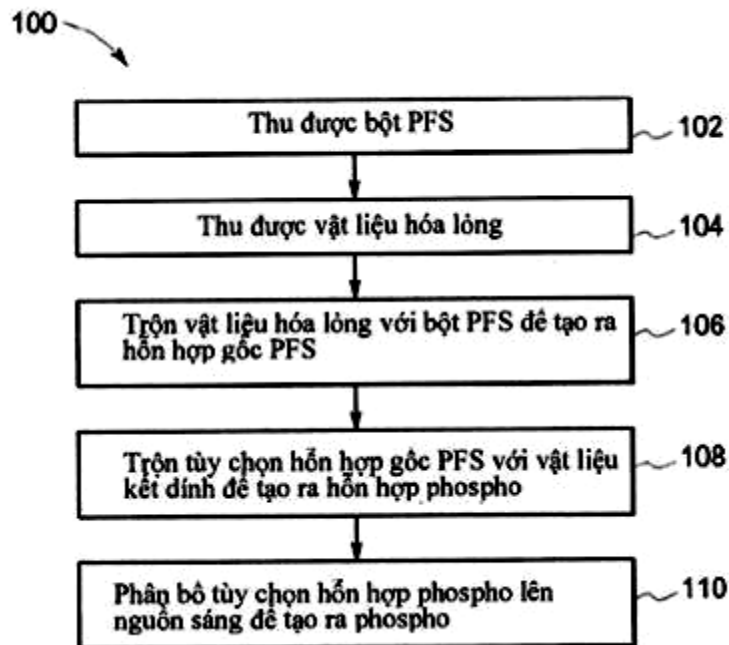 100
Thu được bột PFS
102
Thu được vật liệu hóa lỏng
104
Trộn vật liệu hóa lỏng với bột PFS để tạo ra
hỗn hợp gốc PFS
106
Trộn tùy chọn hỗn hợp gốc PFS với vật liệu
kết dính để tạo ra hỗn hợp phospho
108
Phân bố tùy chọn hỗn hợp phospho lên
nguồn sáng để tạo ra phospho
110